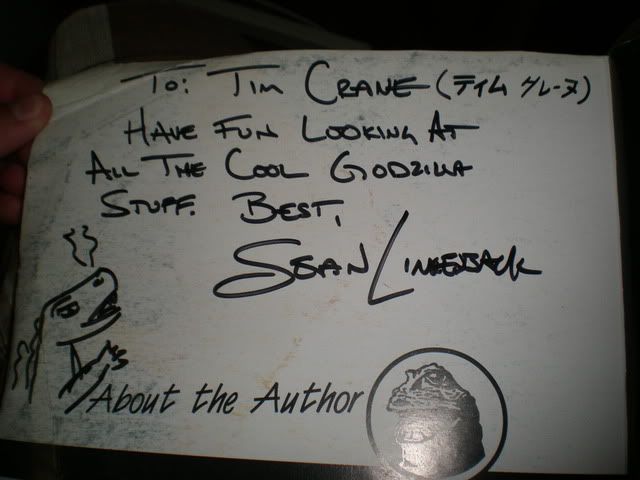 To: Tim Crane (ティム クレーヌ)
Have Fun Looking At
All The Cool Godzilla
Stuff. Best,
Sean Linkenback
About the Author